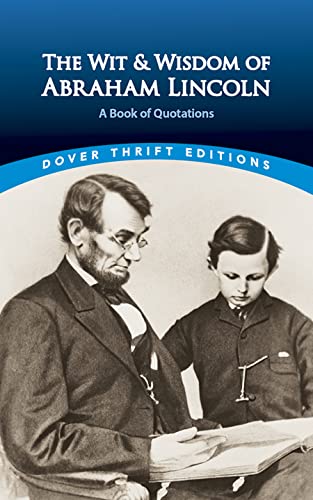 THE WIT & WISDOM OF
ABRAHAM LINCOLN
A Book of Quotations
DOVER THRIFT EDITIONS